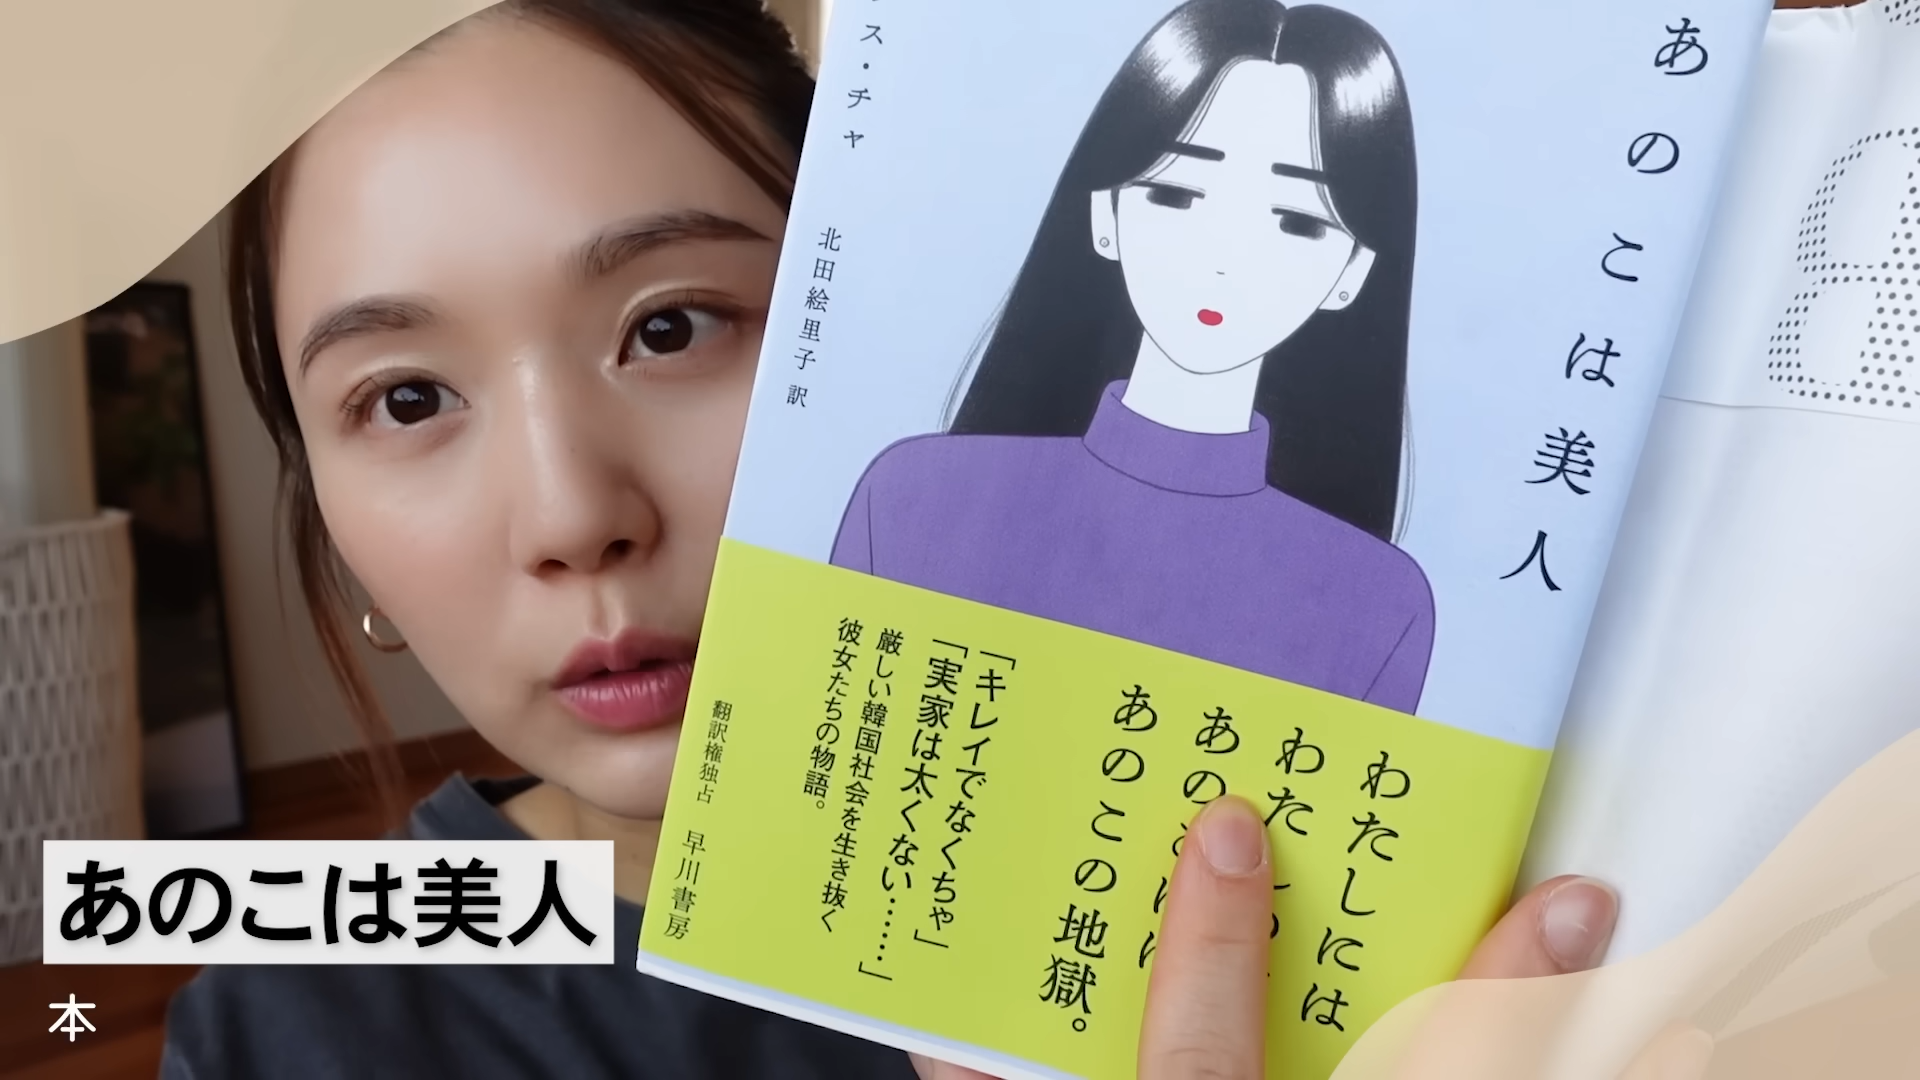 あのこは美人
ス・チャ
北田絵里子 訳
わたしには
わた
あの
あのこの地獄。
「キレイでなくちゃ」
「実家は太くない……」
厳しい韓国社会を生き抜く
彼女たちの物語。
翻訳権独占 早川書房
あのこは美人
本